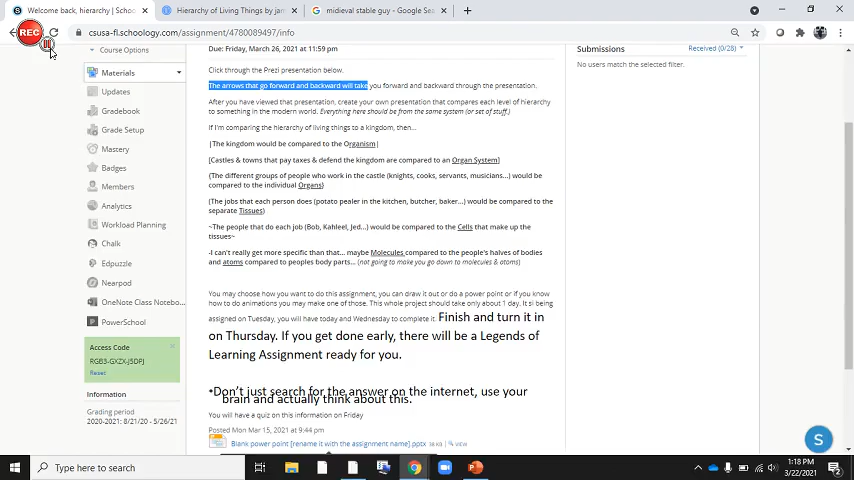 Welcome back, hierarchy | Schoo
Hierarchy of Living Things by jam
midieval stable guy - Google Sea
REC
csusa-fl.schoology.com/assignment/4780089497/info
Course Options
Due: Friday, March 26, 2021 at 11:59 pm
Submissions
Received (0/28)
Click through the Prezi presentation below.
No users match the selected filter.
Materials
The arrows that go forward and backward will take you forward and backward through the presentation.
Updates
After you have viewed that presentation, create your own presentation that compares each level of hierarchy
to something in the modern world. Everything here should be from the same system (or set of stuff.)
Gradebook
Grade Setup
If I'm comparing the hierarchy of living things to a kingdom, then...
Mastery
|The kingdom would be compared to the Organism|
[Castles & towns that pay taxes & defend the kingdom are compared to an Organ System]
Badges
{The different groups of people who work in the castle (knights, cooks, servants, musicians...) would be
compared to the individual Organs}
Members
Analytics
(The jobs that each person does (potato pealer in the kitchen, butcher, baker...) would be compared to the
separate Tissues)
Workload Planning
~The people that do each job (Bob, Kahleel, Jed...) would be compared to the Cells that make up the
tissues~
Chalk
-I can't really get more specific than that... maybe Molecules compared to the people's halves of bodies
and atoms compared to peoples body parts... (not going to make you go down to molecules & atoms)
Edpuzzle
Nearpod
You may choose how you want to do this assignment, you can draw it out or do a power point or if you know
how to do animations you may make one of those. This whole project should take only about 1 day. It si being
OneNote Class Notebo...
assigned on Tuesday, you will have today and Wednesday to complete it. Finish and turn it in
PowerSchool
on Thursday. If you get done early, there will be a Legends of
Learning Assignment ready for you.
Access Code
RGB3-GXZX-J5DPJ
Reset
•Don't just search for the answer on the internet, use your
brain and actually think about this.
Information
Grading period
2020-2021: 8/21/20 - 5/26/21
You will have a quiz on this information on Friday
Posted Mon Mar 15, 2021 at 9:44 pm
Blank power point [rename it with the assignment name].pptx 38 KB VIEW
S
Type here to search
1:18 PM
3/22/2021
2